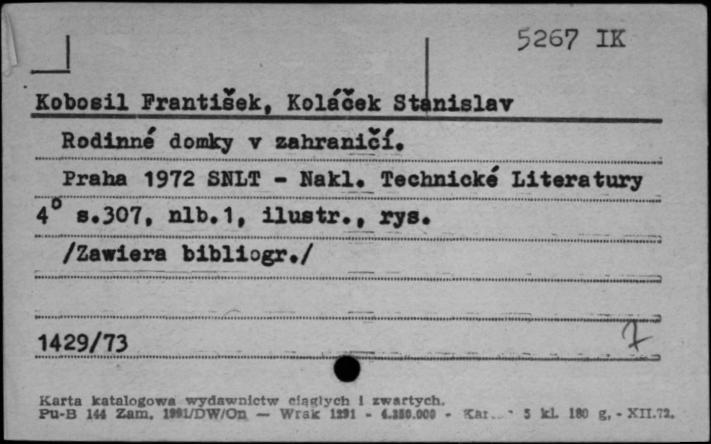 5267 IK
Kobosil František, Koláček Stanislav
Rodinné domky v zahraničí.
Praha 1972 SNLT - Nakl. Technické Literatury
4° s.307, nlb.1, ilustr., rys.
/Zawiera bibliogr./
1429/73 7
Karta katalogowa wydawnictw ciągłych i zwartych.
Pu-B 144 Zam. 1991/DW/On — Wrak 1291 - 4.350.000 - 5 kl. 180 g. - XII.72.